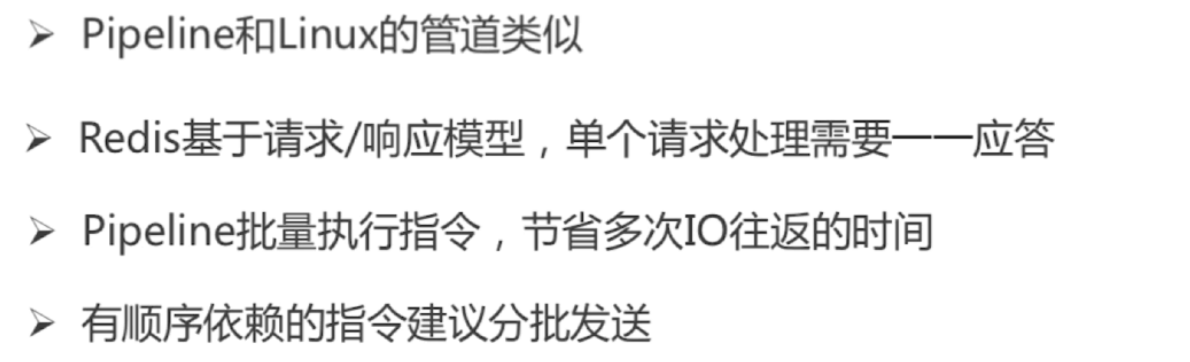 ➢ Pipeline和Linux的管道类似
➢ Redis基于请求/响应模型，单个请求处理需要一一应答
➢ Pipeline批量执行指令，节省多次IO往返的时间
➢ 有顺序依赖的指令建议分批发送